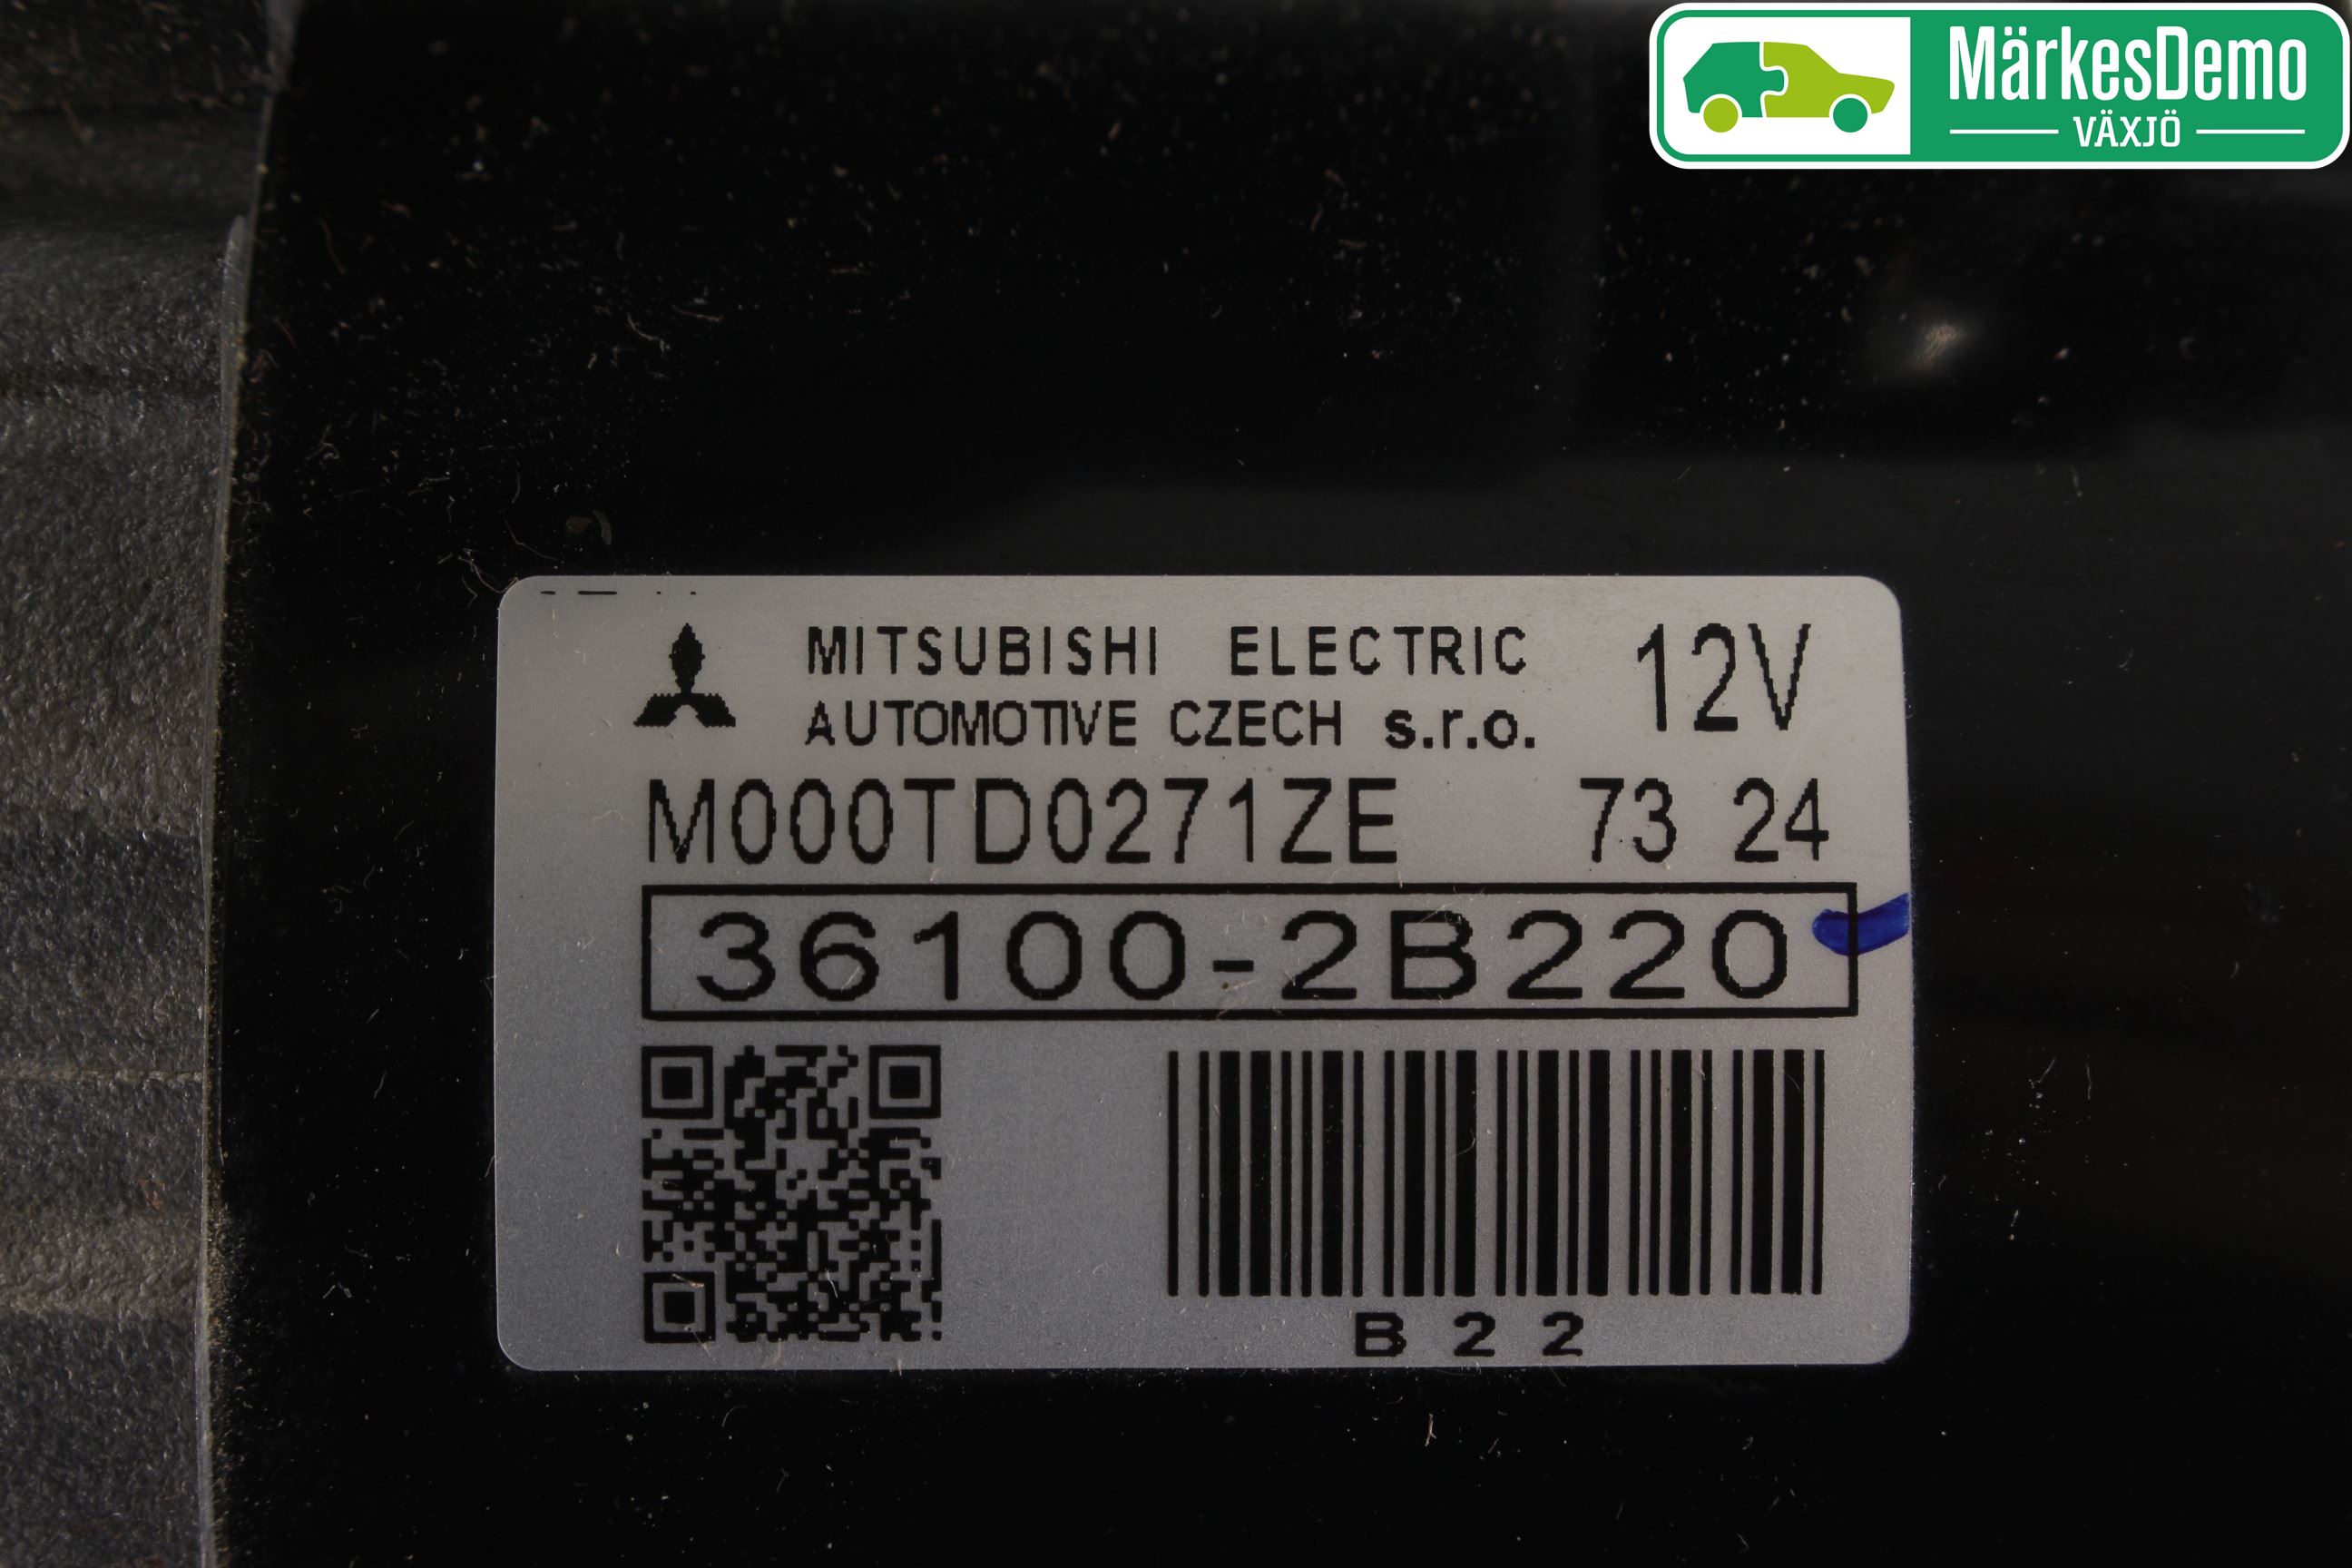 MärkesDemo
VÄXJÖ
MITSUBISHI ELECTRIC 12V
AUTOMOTIVE CZECH s.r.o.
M000TD0271ZE 73 24
36100-2B220
B 2 2